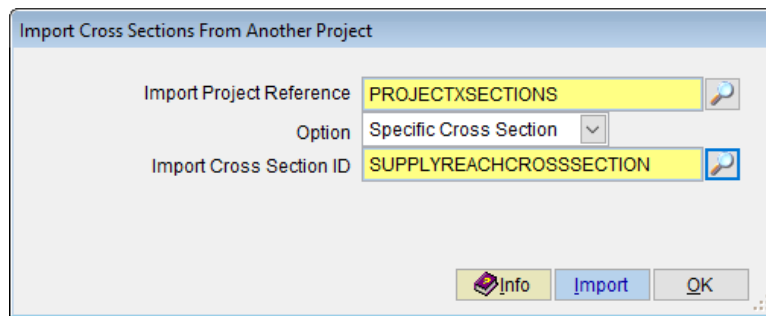 Import Cross Sections From Another Project
Import Project Reference PROJECTXSECTIONS
Option Specific Cross Section
Import Cross Section ID SUPPLYREACHCROSSSECTION
Info Import OK